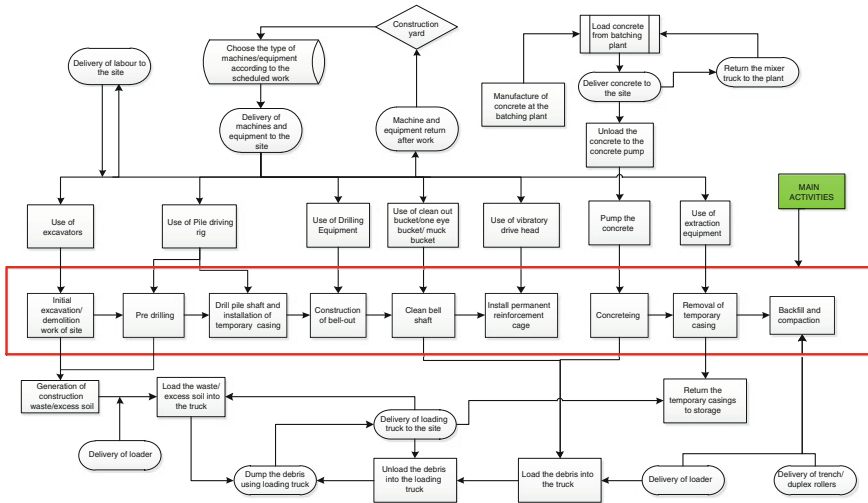 Construction
yard
Load concrete
from batching
plant
Delivery of labour to the
site
Choose the type of
machines/equipment
according to the
scheduled work
Return the mixer
truck to the plant
Manufacture of
concrete at the
batching plant
Deliver concrete to
the site
Delivery of
machines and
equipment to the
site
Machine and
equipment return
after work
Unload the
concrete to the
concrete pump
MAIN
ACTIVITIES
Use of
excavators
Use of Pile driving
rig
Use of Drilling
Equipment
Use of clean out
bucket/one eye
bucket/ muck
bucket
Use of vibratory
drive head
Pump the
concrete
Use of
extraction
equipment
Initial
excavation/
demolition
work of site
Pre drilling
Drill pile shaft and
installation of
temporary casing
Construction
of bell-out
Clean bell
shaft
Install permanent
reinforcement
cage
Concreteing
Removal of
temporary
casing
Backfill and
compaction
Generation of
construction
waste/excess soil
Load the waste/
excess soil into
the truck
Delivery of loading
truck to the site
Return the
temporary casings
to storage
Delivery of loader
Dump the debris
using loading truck
Unload the debris
into the loading
truck
Load the debris into
the truck
Delivery of loader
Delivery of trench/
duplex rollers